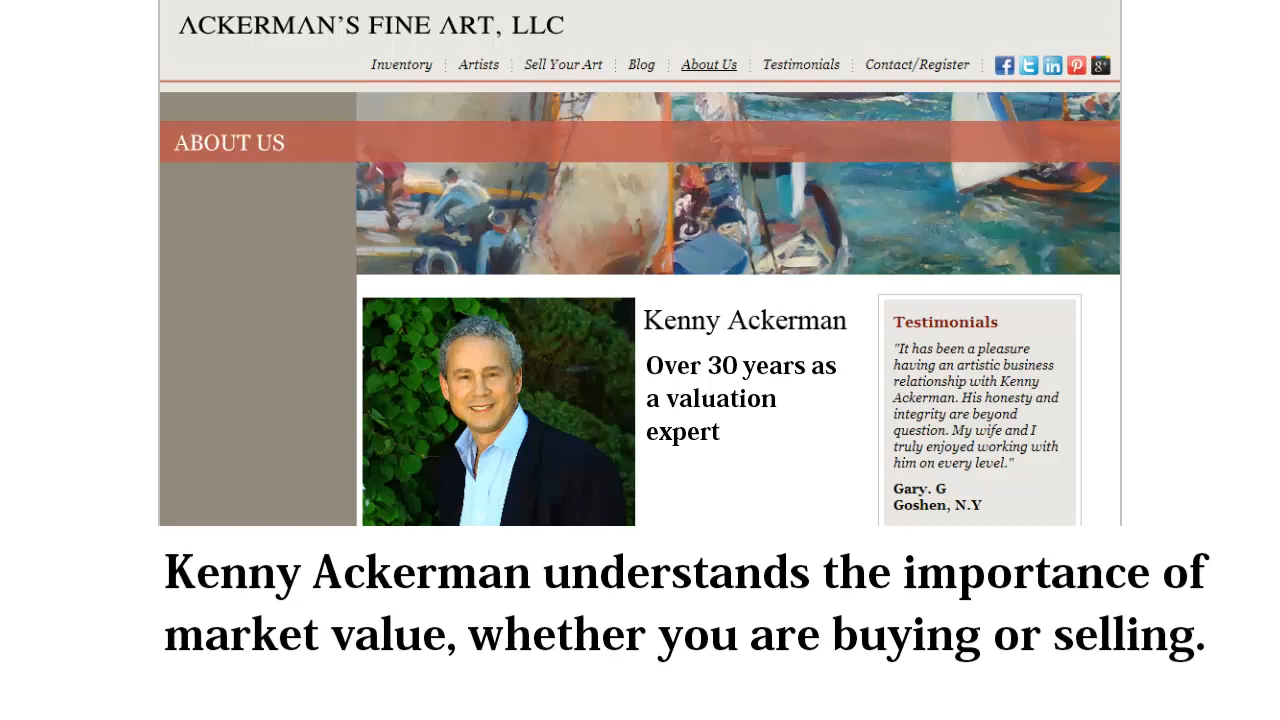 ACKERMAN'S FINE ART, LLC
Inventory Artists Sell Your Art Blog About Us Testimonials Contact/Register
ABOUT US
Kenny Ackerman
Over 30 years as
a valuation
expert
Testimonials
"It has been a pleasure
having an artistic business
relationship with Kenny
Ackerman. His honesty and
integrity are beyond
question. My wife and I
truly enjoyed working with
him on every level."
Gary. G
Goshen, N.Y
Kenny Ackerman understands the importance of
market value, whether you are buying or selling.